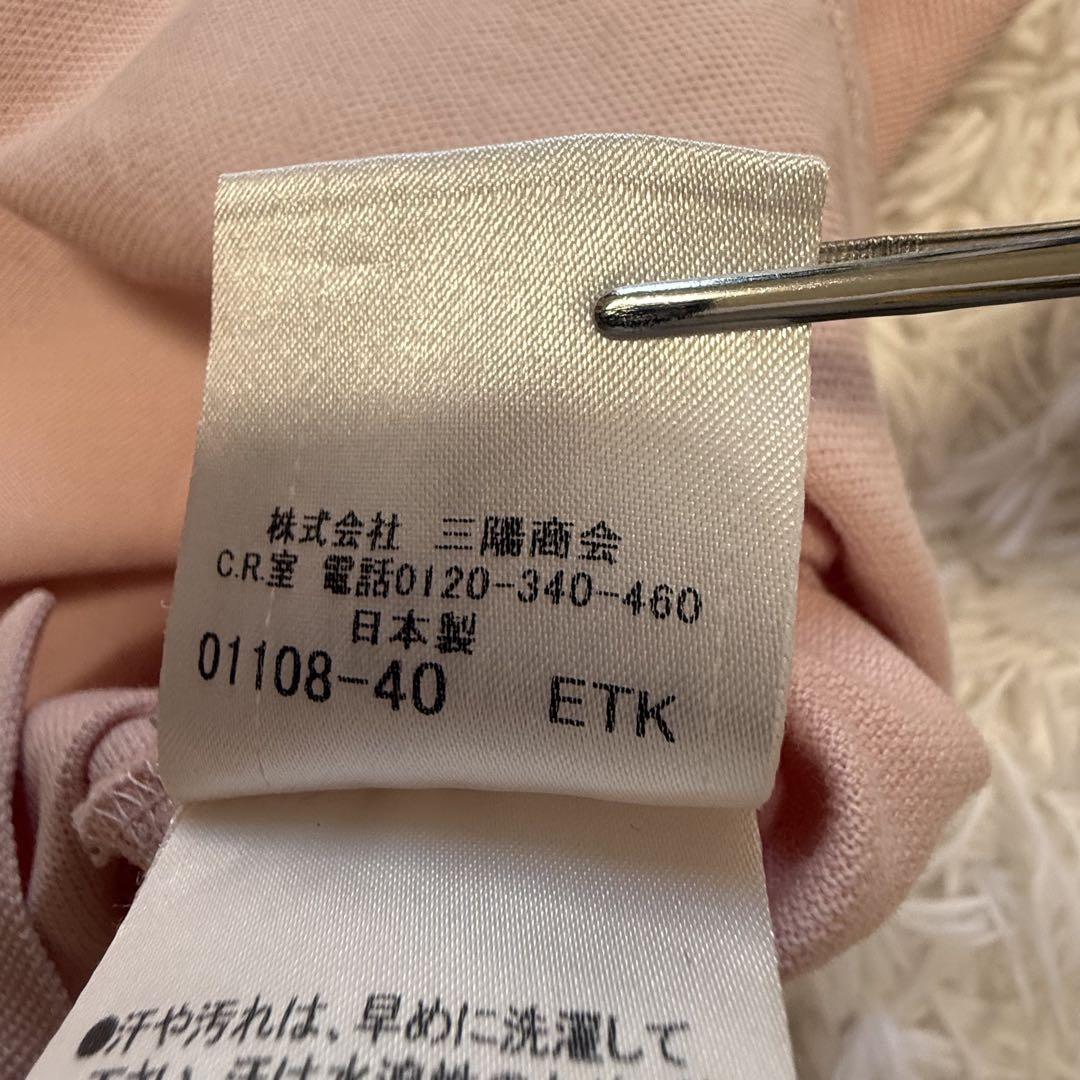 株式会社 三陽商会
C.R.室 電話0120-340-460
日本製
01108-40 ETK
●汗や汚れは、早めに洗濯して